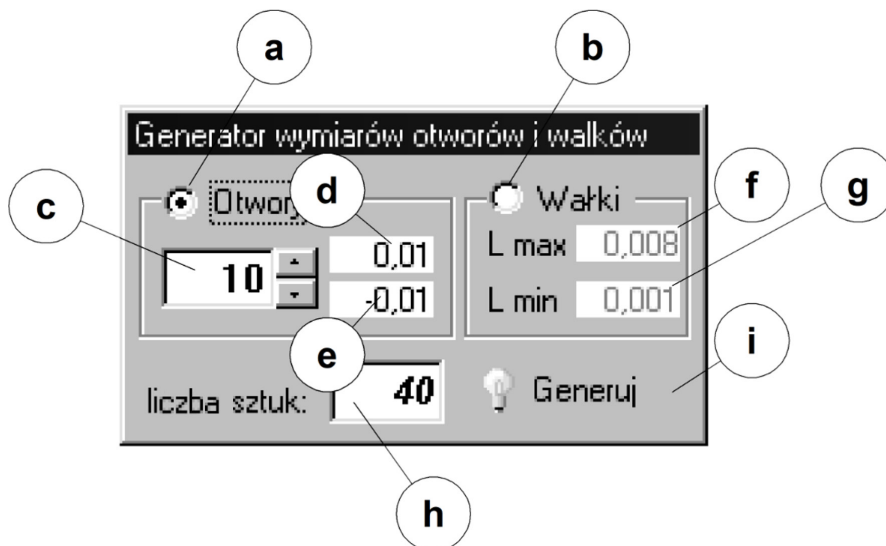 a
b
Generator wymiarów otworów i walków
c
Otwory
d
Wałki
f
g
10
0,01
L max 0,008
-0,01
L min 0,001
e
i
liczba sztuk: 40
Generuj
h